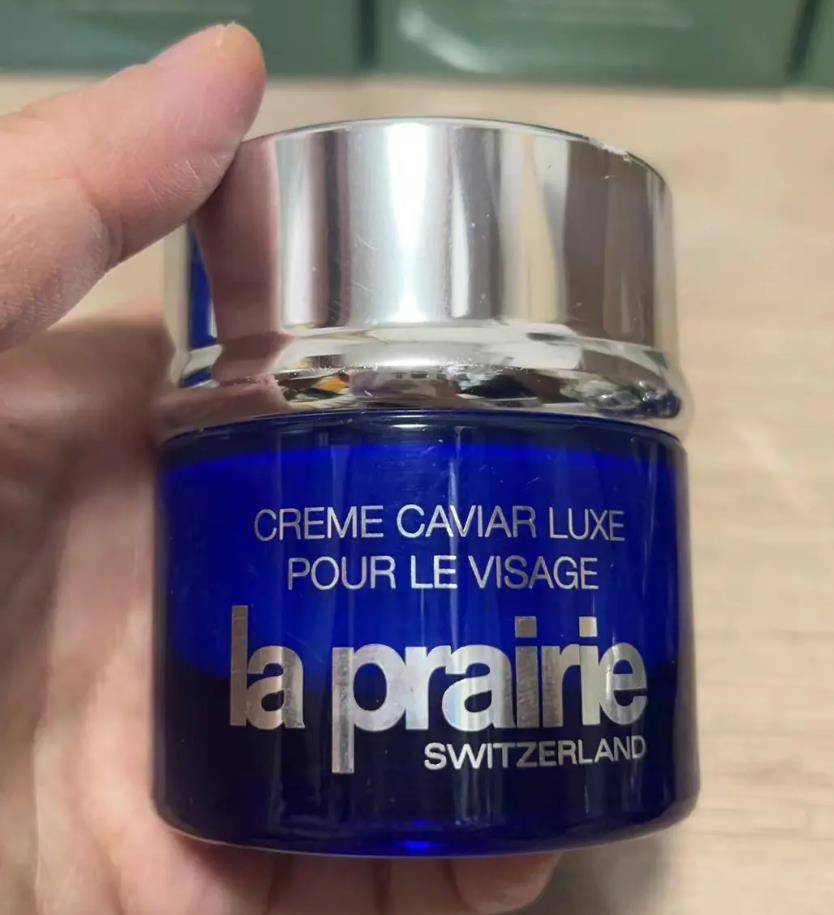 CREME CAVIAR LUXE
POUR LE VISAGE
la prairie
SWITZERLAND